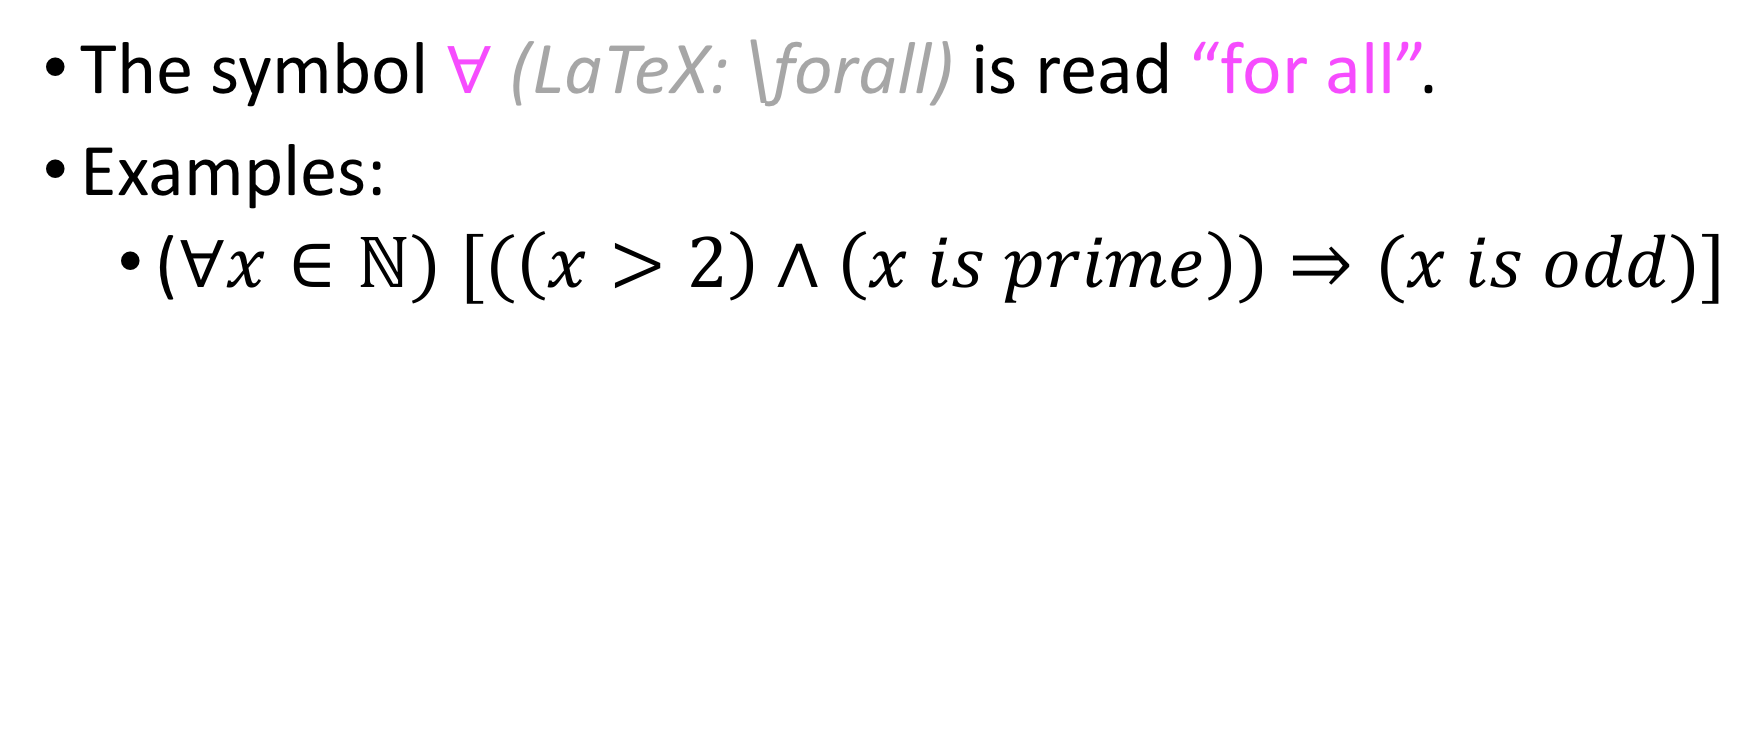 • The symbol ∀ (LaTeX: \forall) is read “for all”.
• Examples:
• (∀x ∈ ℕ) [((x > 2) ∧ (x is prime)) ⇒ (x is odd)]